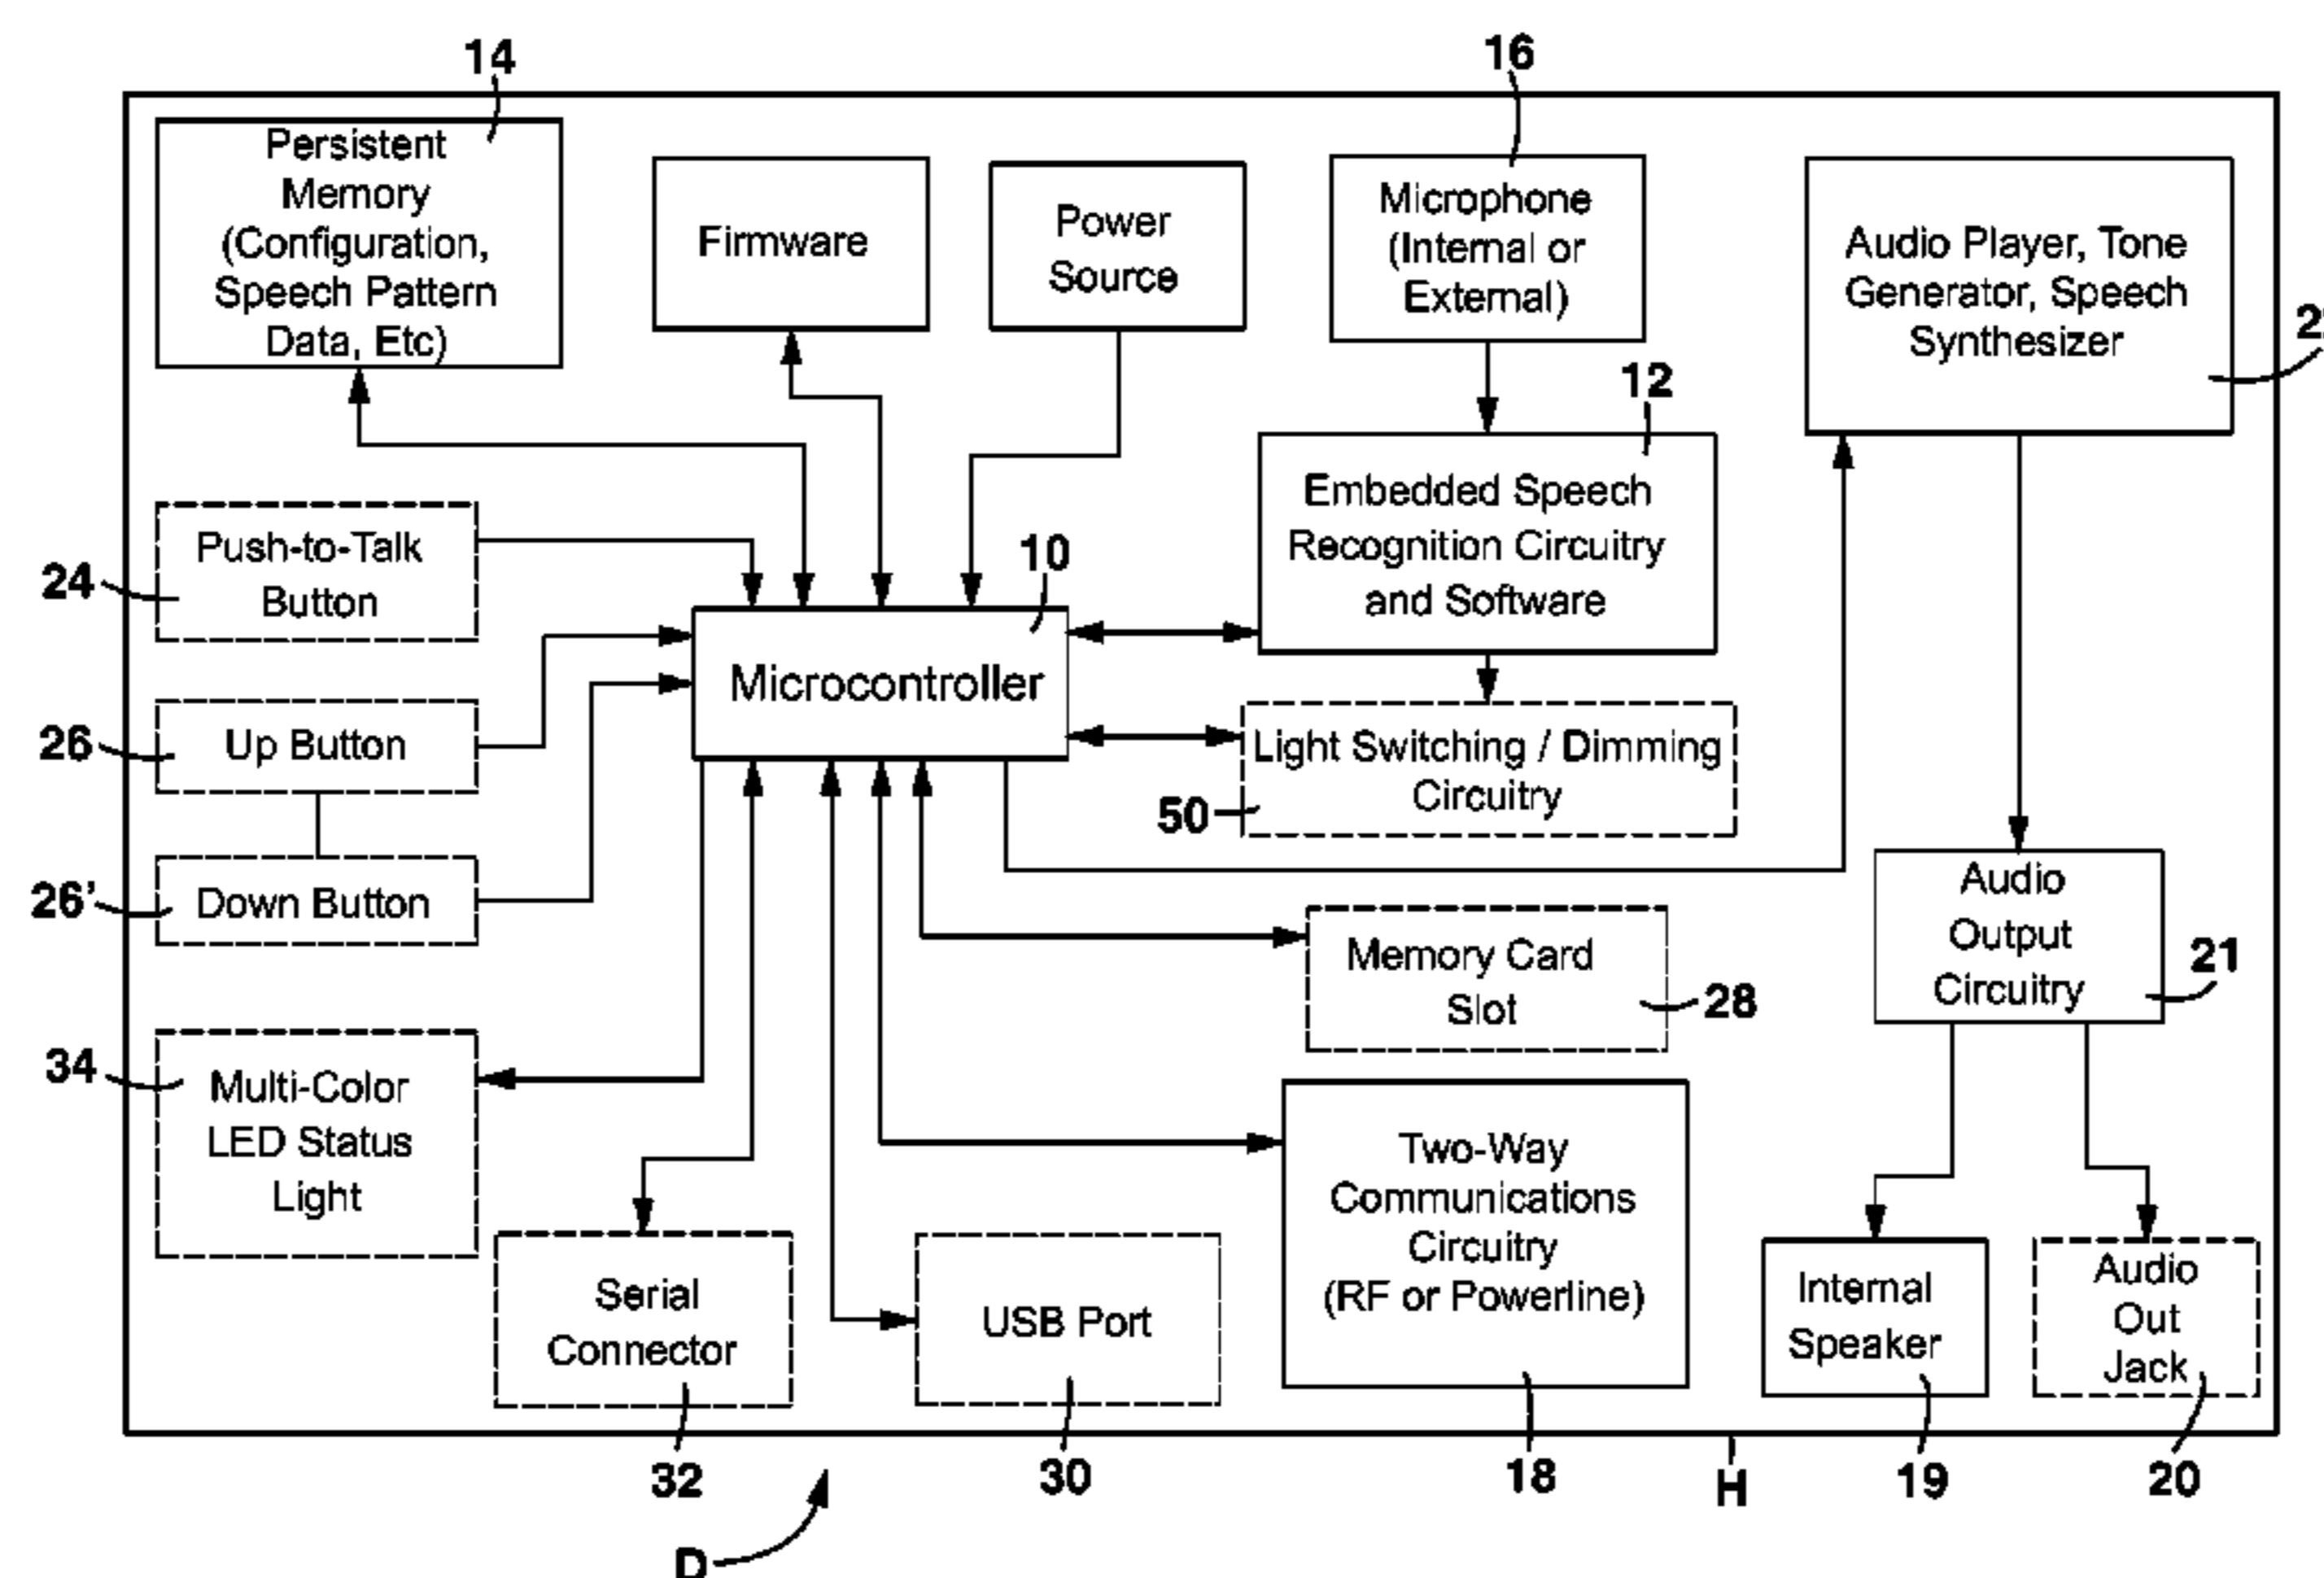 14
16
Persistent
Memory
(Configuration,
Speech Pattern
Data, Etc)
Firmware
Power
Source
Microphone
(Internal or
External)
Audio Player, Tone
Generator, Speech
Synthesizer
12
Embedded Speech
Recognition Circuitry
and Software
Push-to-Talk
Button
24
10
Microcontroller
Up Button
26
Light Switching / Dimming
Circuitry
50
Down Button
26’
Audio
Output
Circuitry
21
Memory Card
Slot
28
34
Multi-Color
LED Status
Light
Two-Way
Communications
Circuitry
(RF or Powerline)
Serial
Connector
USB Port
Internal
Speaker
Audio
Out
Jack
32
30
18
H
19
20
D